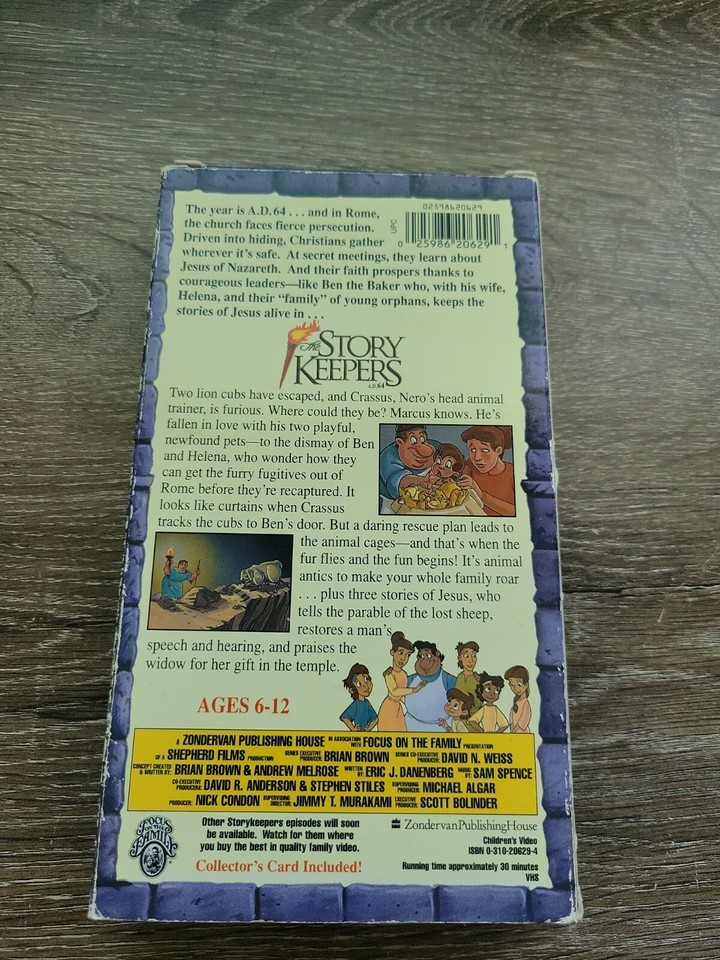 The year is A.D. 64 . . . and in Rome,
the church faces fierce persecution.
Driven into hiding, Christians gather
wherever it's safe. At secret meetings, they learn about
Jesus of Nazareth. And their faith prospers thanks to
courageous leaders—like Ben the Baker who, with his wife,
Helena, and their "family" of young orphans, keeps the
stories of Jesus alive in . . .
02598620629
UPC
0 25986 20629 1
The STORY
KEEPERS
A.D. 64
Two lion cubs have escaped, and Crassus, Nero's head animal
trainer, is furious. Where could they be? Marcus knows. He's
fallen in love with his two playful,
newfound pets—to the dismay of Ben
and Helena, who wonder how they
can get the furry fugitives out of
Rome before they're recaptured. It
looks like curtains when Crassus
tracks the cubs to Ben's door. But a daring rescue plan leads to
the animal cages—and that's when the
fur flies and the fun begins! It's animal
antics to make your whole family roar
. . . plus three stories of Jesus, who
tells the parable of the lost sheep,
restores a man's
speech and hearing, and praises the
widow for her gift in the temple.
AGES 6-12
A ZONDERVAN PUBLISHING HOUSE IN ASSOCIATION WITH FOCUS ON THE FAMILY PRESENTATION
OF A SHEPHERD FILMS PRODUCTION SERIES EXECUTIVE PRODUCER: BRIAN BROWN SERIES CO-EXECUTIVE PRODUCER: DAVID N. WEISS
CONCEPT CREATED & WRITTEN BY: BRIAN BROWN & ANDREW MELROSE WRITTEN BY: ERIC J. DANENBERG MUSIC BY: SAM SPENCE
CO-EXECUTIVE PRODUCERS: DAVID R. ANDERSON & STEPHEN STILES SUPERVISING PRODUCER: MICHAEL ALGAR
PRODUCER: NICK CONDON SUPERVISING DIRECTOR: JIMMY T. MURAKAMI EXECUTIVE PRODUCER: SCOTT BOLINDER
FOCUS ON THE FAMILY
Other Storykeepers episodes will soon
be available. Watch for them where
you buy the best in quality family video.
Collector's Card Included!
ZondervanPublishingHouse
Children's Video
ISBN 0-310-20629-4
Running time approximately 30 minutes
VHS